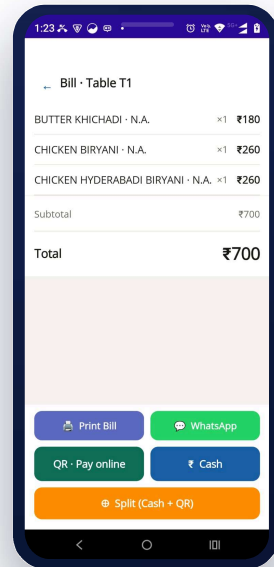 1:23
← Bill · Table T1
BUTTER KHICHADI · N.A. ×1 ₹180
CHICKEN BIRYANI · N.A. ×1 ₹260
CHICKEN HYDERABADI BIRYANI · N.A. ×1 ₹260
Subtotal ₹700
Total ₹700
Print Bill
WhatsApp
QR · Pay online
₹ Cash
⊕ Split (Cash + QR)